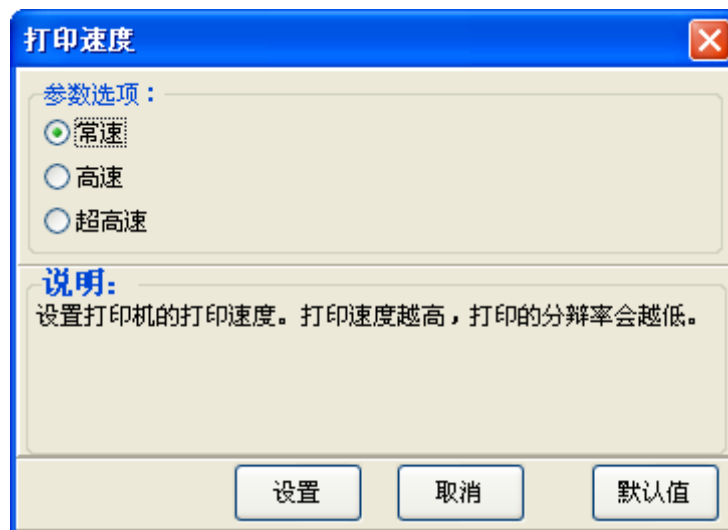 打印速度
参数选项：
常速
高速
超高速
说明:
设置打印机的打印速度。打印速度越高，打印的分辩率会越低。
设置 取消 默认值